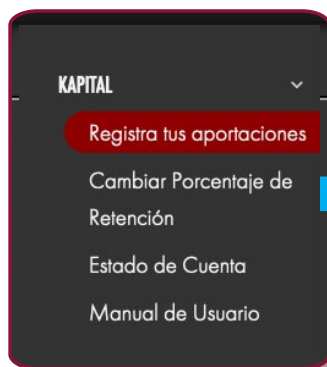 KAPITAL
Registra tus aportaciones
Cambiar Porcentaje de
Retención
Estado de Cuenta
Manual de Usuario